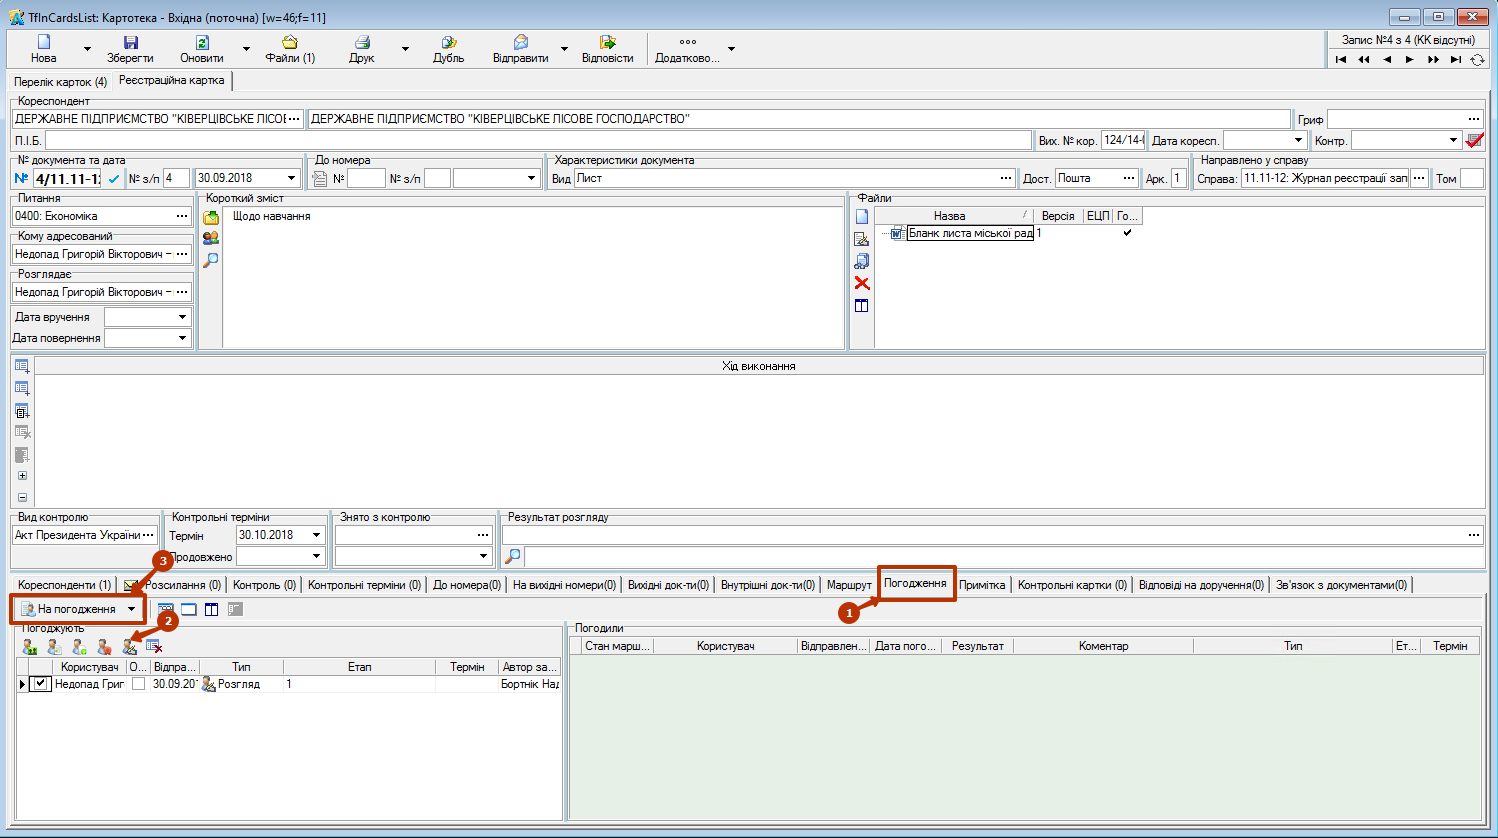 TfInCardsList: Картотека - Вхідна (поточна) [w=46;f=11]
Нова
Зберегти
Оновити
Файли (1)
Друк
Дубль
Відправити
Відповісти
Додатково...
Запис №4 з 4 (КК відсутні)
Перелік карток (4)
Реєстраційна картка
Кореспондент
ДЕРЖАВНЕ ПІДПРИЄМСТВО "КІВЕРЦІВСЬКЕ ЛІСОВ...
ДЕРЖАВНЕ ПІДПРИЄМСТВО "КІВЕРЦІВСЬКЕ ЛІСОВЕ ГОСПОДАРСТВО"
Гриф ...
П.І.Б.
Вих. № кор. 124/14-
Дата коресп.
Контр.
№ документа та дата
№ 4/11.11-1
№ з/п 4
30.09.2018
До номера
№
№ з/п
Характеристики документа
Вид Лист ...
Дост. Пошта ...
Арк. 1
Направлено у справу
Справа: 11.11-12: Журнал реєстрації зап ...
Том
Питання
0400: Економіка ...
Кому адресований
Недопад Григорій Вікторович – ...
Розглядає
Недопад Григорій Вікторович – ...
Дата вручення
Дата повернення
Короткий зміст
Щодо навчання
Файли
Назва
Версія
ЕЦП
Го...
Бланк листа міської рад
1
Хід виконання
Вид контролю
Акт Президента України ...
Контрольні терміни
Термін 30.10.2018
Продовжено
Знято з контролю
...
Результат розгляду
...
3
Кореспонденти (1)
Розсилання (0)
Контроль (0)
Контрольні терміни (0)
До номера(0)
На вихідні номери(0)
Вихідні док-ти(0)
Внутрішні док-ти(0)
Маршрут
Погодження
Примітка
Контрольні картки (0)
Відповіді на доручення(0)
Зв'язок з документами(0)
На погодження
2
1
Погоджують
Користувач
О...
Відпра...
Тип
Етап
Термін
Автор за...
Недопад Григ
30.09.20
Розгляд
1
Бортнік Над
Погодили
Стан марш...
Користувач
Відправлен...
Дата пого...
Результат
Коментар
Тип
Ет...
Термін